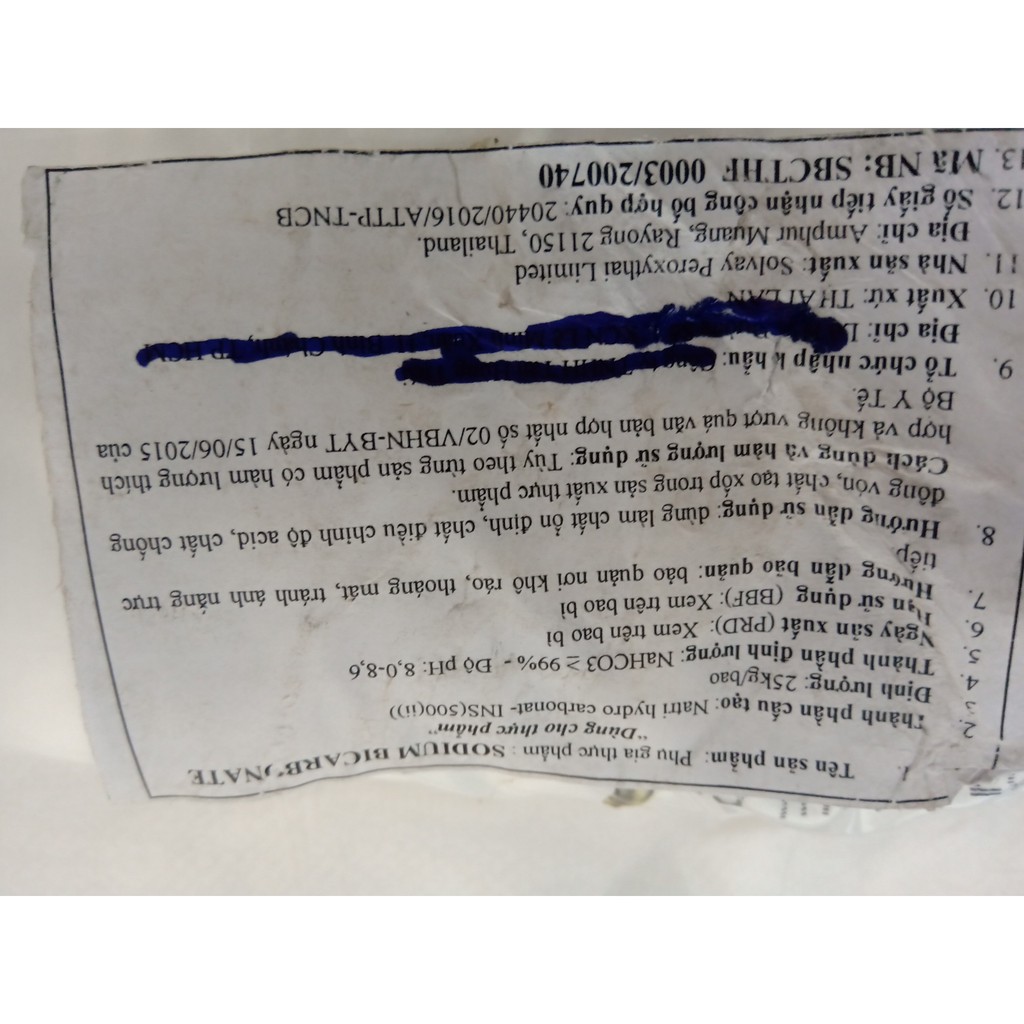 1. Tên sản phẩm: Phụ gia thực phẩm : SODIUM BICARBONATE
"Dùng cho thực phẩm"
2. Thành phần cấu tạo: Natri hydro carbonat- INS(500(ii))
3. Định lượng: 25kg/bao
4. Thành phần định lượng: NaHCO3 ≥ 99% - Độ pH: 8,0-8,6
5. Ngày sản xuất (PRD): Xem trên bao bì
6. Hạn sử dụng (BBF): Xem trên bao bì
7. Hướng dẫn bảo quản: bảo quản nơi khô ráo, thoáng mát, tránh ánh nắng trực
tiếp
8. Hướng dẫn sử dụng: dùng làm chất ổn định, chất điều chỉnh độ acid, chất chống
đông vón, chất tạo xốp trong sản xuất thực phẩm.
Cách dùng và hàm lượng sử dụng: Tùy theo từng sản phẩm có hàm lượng thích
hợp và không vượt quá văn bản hợp nhất số 02/VBHN-BYT ngày 15/06/2015 của
Bộ Y Tế.
9. Tổ chức nhập khẩu:
Địa chỉ:
10. Xuất xứ: THAI LAN
11. Nhà sản xuất: Solvay Peroxythai Limited
Địa chỉ: Amphur Muang, Rayong 21150, Thailand.
12. Số giấy tiếp nhận công bố hợp quy: 20440/2016/ATTP-TNCB
13. Mã NB: SBCTHF 0003/200740